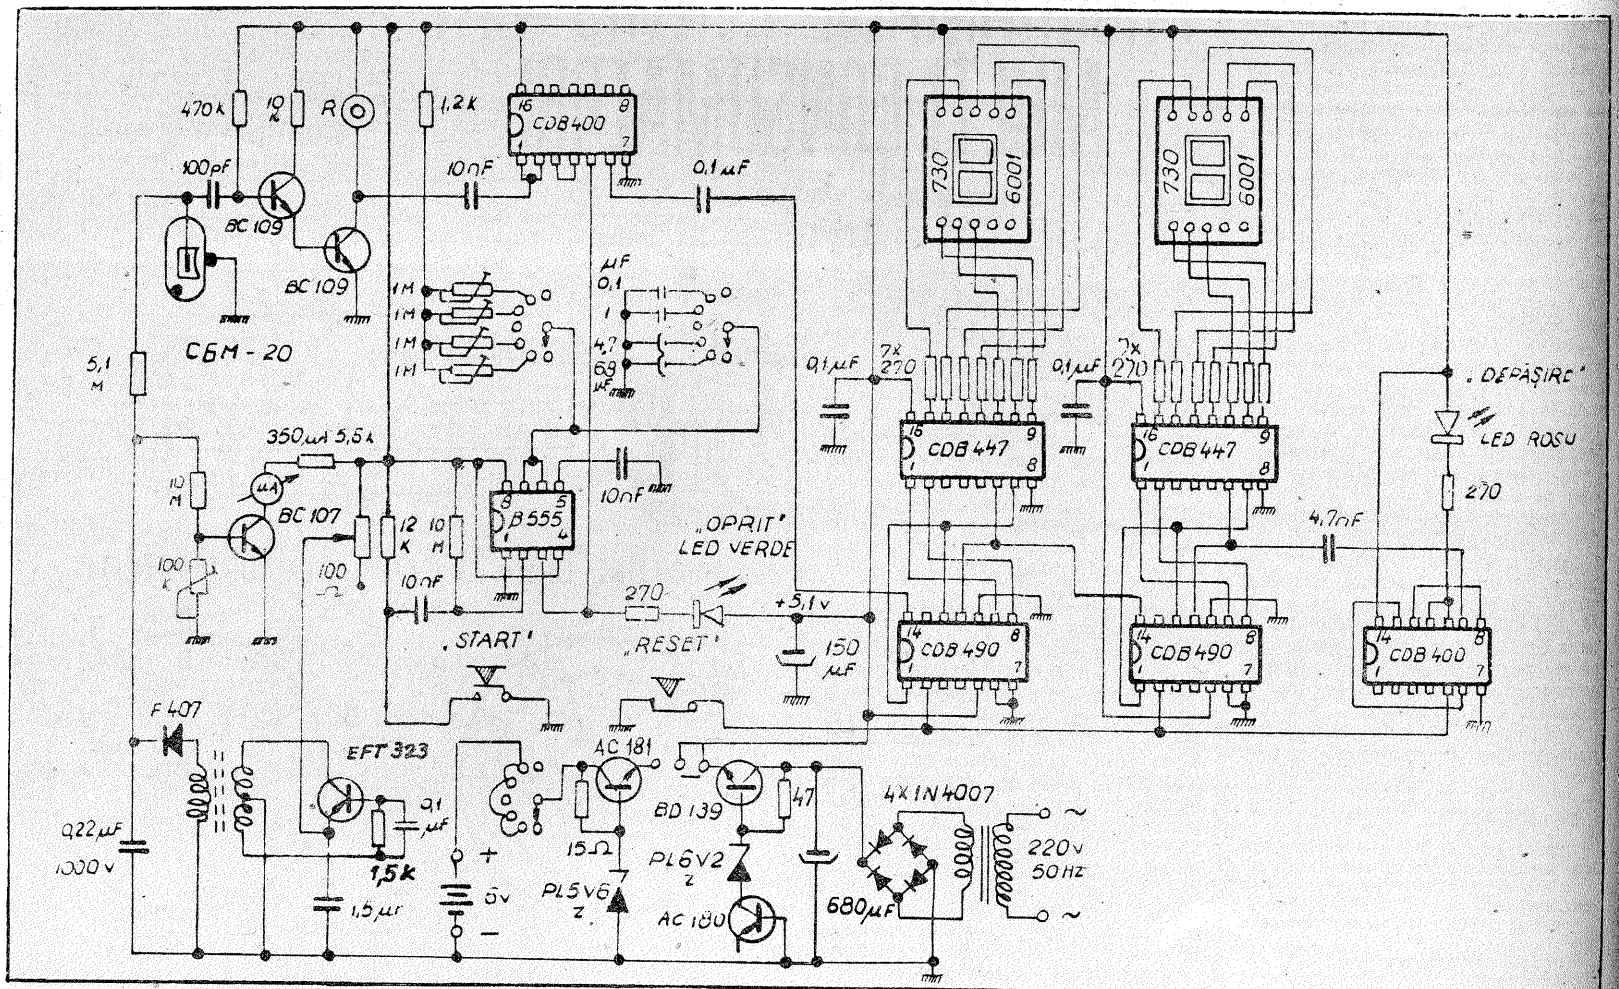 470K
10 K
R
1,2K
16
8
CDB400
1
7
100pF
10nF
0,1µF
BC109
BC109
СБМ-20
5,1 M
µF
0,1
1
4,7
68 µF
1M
1M
1M
1M
730
6001
730
6001
0,1µF
7x 270
0,1µF
7x 270
16
9
CDB447
1
8
16
9
CDB447
1
8
„DEPĂȘIRE"
LED ROȘU
270
350µA
5,6k
10 M
µA
BC107
100 K
100 Ω
12 K
10 M
8
5
B555
1
4
10nF
10nF
„OPRIT"
LED VERDE
270
+5,1v
150 µF
4,7nF
14
8
CDB490
1
7
14
8
CDB490
1
7
14
8
CDB400
1
7
„START"
„RESET"
F407
EFT323
0,1 µF
1,5K
1,5µF
0,22µF
1000v
+
6v
-
AC181
15Ω
PL5V6
Z
BD139
47
PL6V2
Z
AC180
680µF
4X1N4007
220v
50Hz
~
~